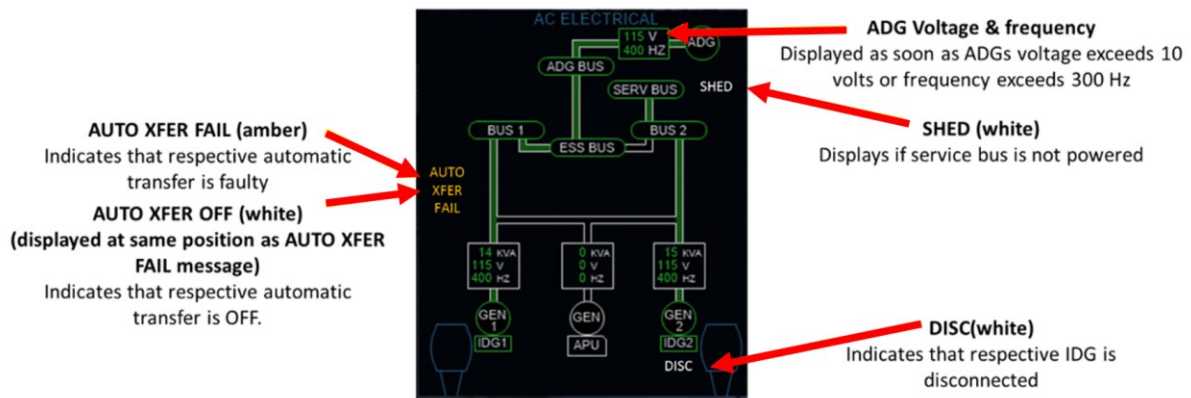 AC ELECTRICAL
115 V
400 HZ
ADG
ADG BUS
SERV BUS
SHED
BUS 1
BUS 2
ESS BUS
AUTO
XFER
FAIL
14 KVA
115 V
400 HZ
0 KVA
0 V
0 HZ
15 KVA
115 V
400 HZ
GEN
1
GEN
GEN
2
IDG1
APU
IDG2
DISC
AUTO XFER FAIL (amber)
Indicates that respective automatic
transfer is faulty
AUTO XFER OFF (white)
(displayed at same position as AUTO XFER
FAIL message)
Indicates that respective automatic
transfer is OFF.
ADG Voltage & frequency
Displayed as soon as ADGs voltage exceeds 10
volts or frequency exceeds 300 Hz
SHED (white)
Displays if service bus is not powered
DISC(white)
Indicates that respective IDG is
disconnected